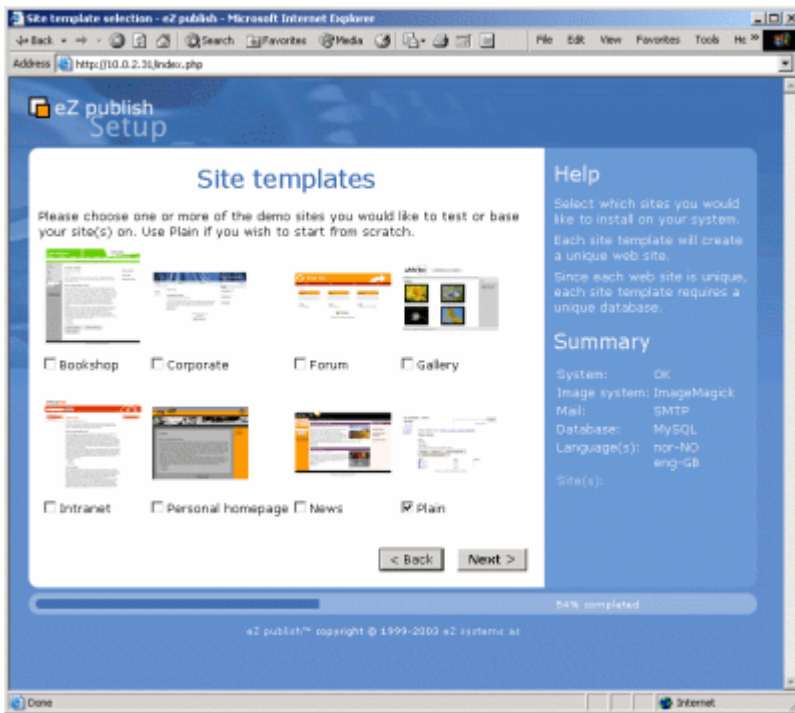 Site template selection - eZ publish - Microsoft Internet Explorer
Back Search Favorites Media File Edit View Favorites Tools He »
Address http://10.0.2.31/index.php
eZ publish
Setup
Site templates
Please choose one or more of the demo sites you would like to test or base
your site(s) on. Use Plain if you wish to start from scratch.
Bookshop Corporate Forum Gallery
Intranet Personal homepage News Plain
< Back Next >
Help
Select which sites you would
like to install on your system.
Each site template will create
a unique web site.
Since each web site is unique,
each site template requires a
unique database.
Summary
System: OK
Image system: ImageMagick
Mail: SMTP
Database: MySQL
Language(s): nor-NO
eng-GB
Site(s):
54% completed
eZ publish™ copyright © 1999-2003 eZ systems as
Done Internet